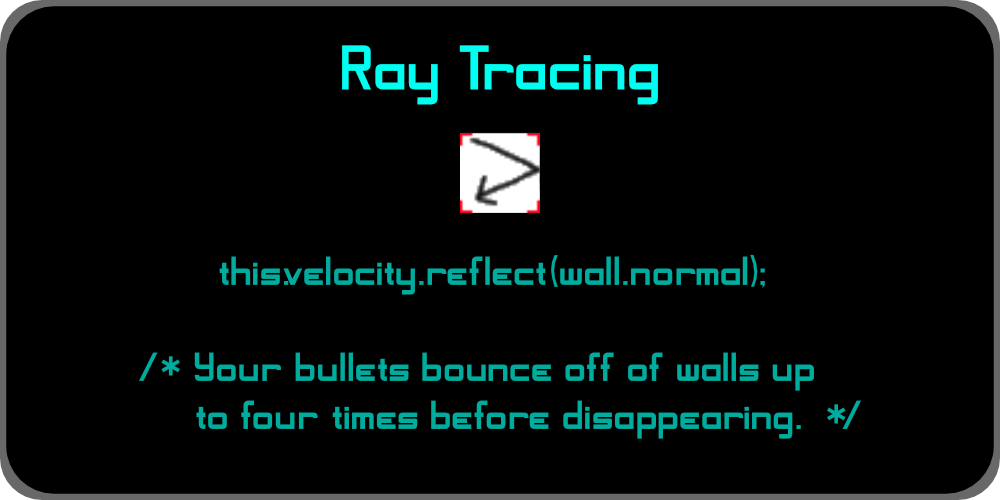 Ray Tracing
this.velocity.reflect(wall.normal);
/* Your bullets bounce off of walls up
to four times before disappearing. */